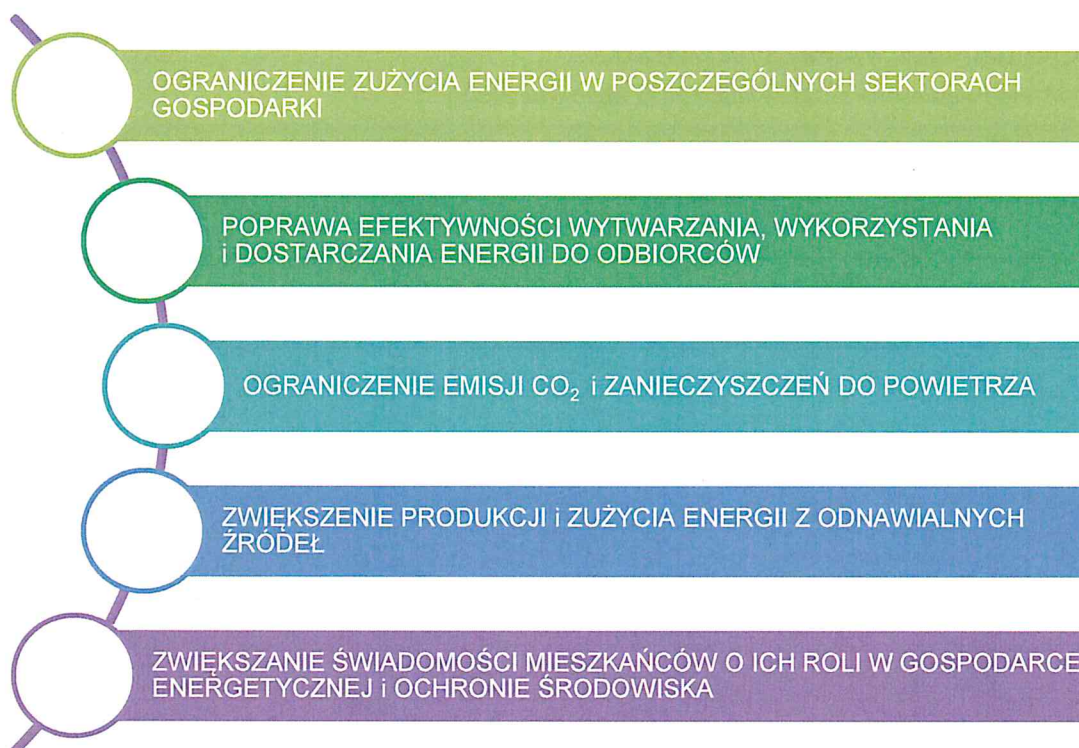 OGRANICZENIE ZUŻYCIA ENERGII W POSZCZEGÓLNYCH SEKTORACH
GOSPODARKI
POPRAWA EFEKTYWNOŚCI WYTWARZANIA, WYKORZYSTANIA
i DOSTARCZANIA ENERGII DO ODBIORCÓW
OGRANICZENIE EMISJI CO₂ i ZANIECZYSZCZEŃ DO POWIETRZA
ZWIĘKSZENIE PRODUKCJI i ZUŻYCIA ENERGII Z ODNAWIALNYCH
ŹRÓDEŁ
ZWIĘKSZANIE ŚWIADOMOŚCI MIESZKAŃCÓW O ICH ROLI W GOSPODARCE
ENERGETYCZNEJ i OCHRONIE ŚRODOWISKA